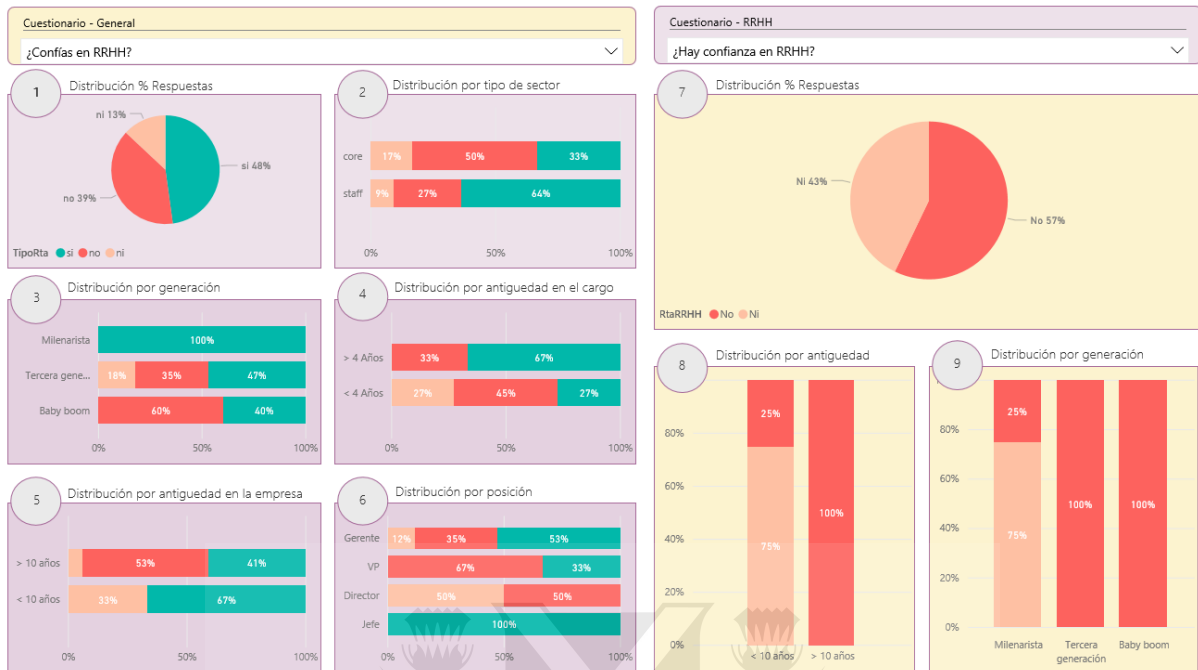 Cuestionario - General
¿Confías en RRHH?
1
Distribución % Respuestas
ni 13%
si 48%
no 39%
TipoRta si no ni
2
Distribución por tipo de sector
core 17% 50% 33%
staff 9% 27% 64%
0% 50% 100%
3
Distribución por generación
Milenarista 100%
Tercera gene... 18% 35% 47%
Baby boom 60% 40%
0% 50% 100%
4
Distribución por antiguedad en el cargo
> 4 Años 33% 67%
< 4 Años 27% 45% 27%
0% 50% 100%
5
Distribución por antiguedad en la empresa
> 10 años 53% 41%
< 10 años 33% 67%
0% 50% 100%
6
Distribución por posición
Gerente 12% 35% 53%
VP 67% 33%
Director 50% 50%
Jefe 100%
0% 50% 100%
Cuestionario - RRHH
¿Hay confianza en RRHH?
7
Distribución % Respuestas
Ni 43%
No 57%
RtaRRHH No Ni
8
Distribución por antiguedad
25%
80%
60%
100%
40%
75%
20%
0%
< 10 años > 10 años
9
Distribución por generación
25%
80%
60%
100% 100%
40%
75%
20%
0%
Milenarista Tercera generación Baby boom